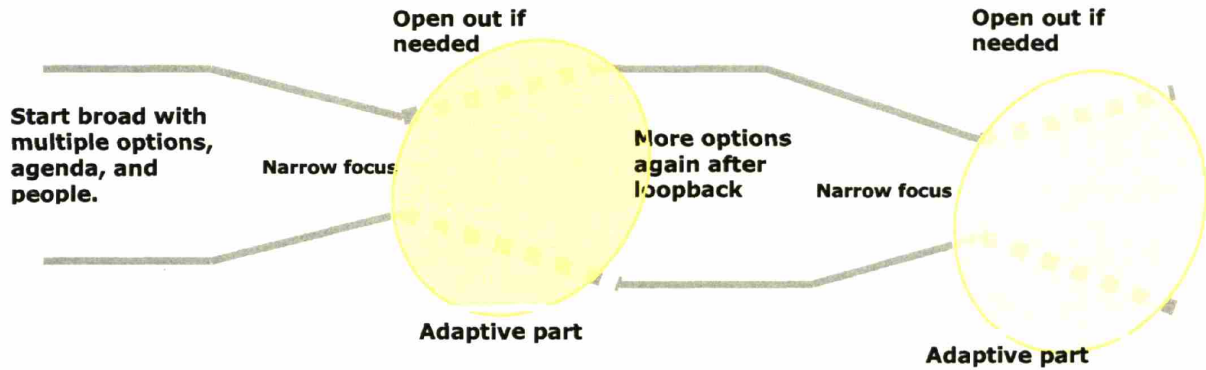 Open out if
needed
Open out if
needed
Start broad with
multiple options,
agenda, and
people.
Narrow focus
More options
again after
loopback
Narrow focus
Adaptive part
Adaptive part